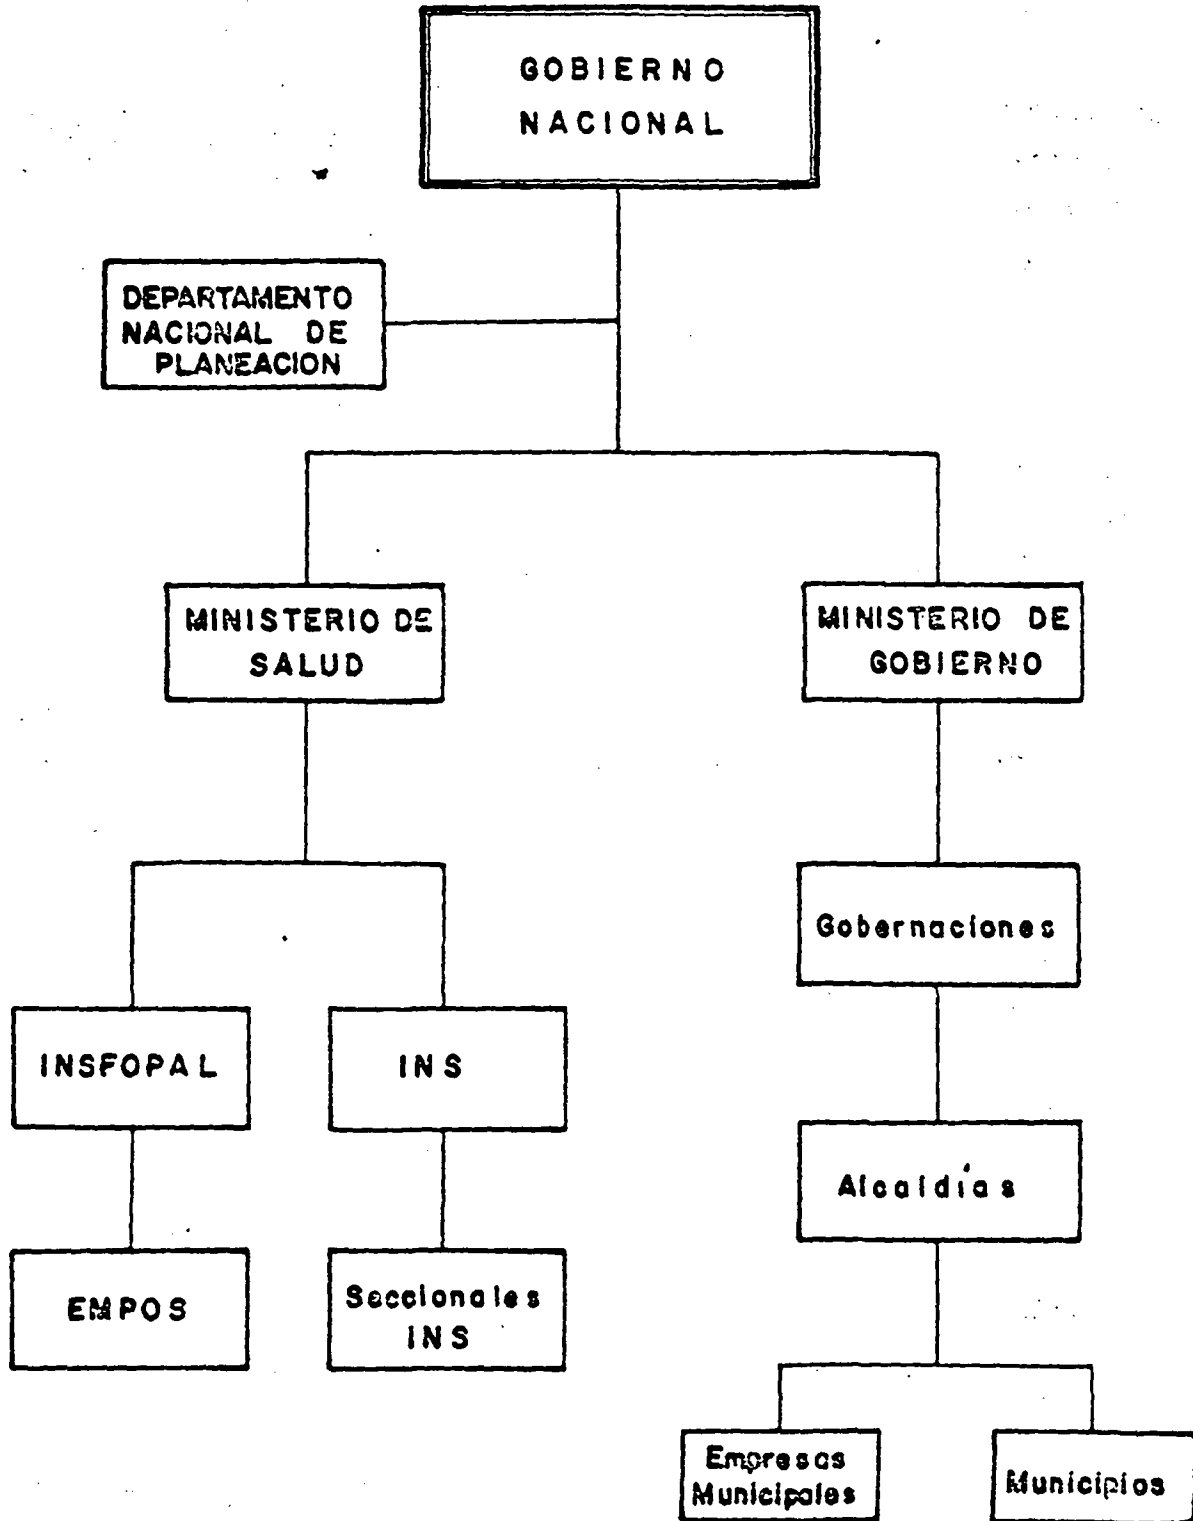 GOBIERNO
NACIONAL
DEPARTAMENTO
NACIONAL DE
PLANEACION
MINISTERIO DE
SALUD
MINISTERIO DE
GOBIERNO
Gobernaciones
INSFOPAL
INS
Alcaldías
EMPOS
Seccionales
INS
Empresas
Municipales
Municipios